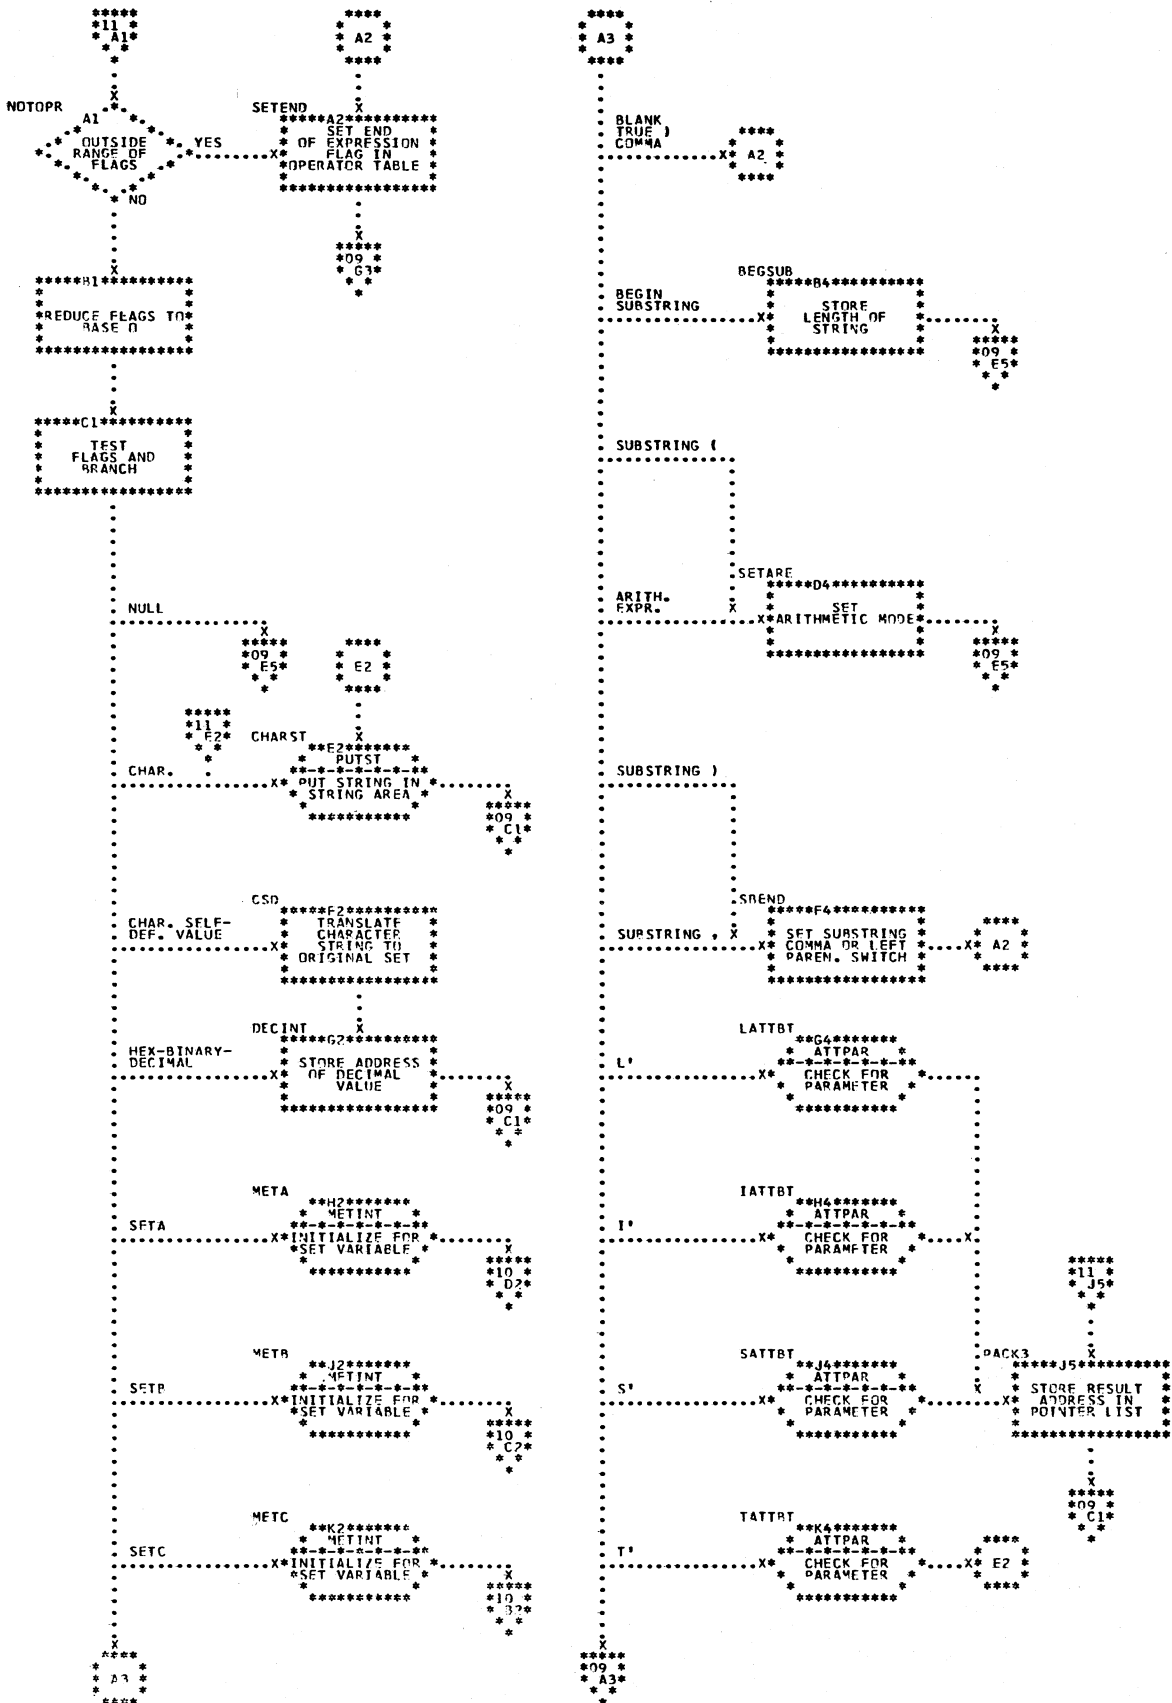 11
A1
A2
A3
NOTOPR
A1
OUTSIDE
RANGE OF
FLAGS
YES
NO
SETEND
A2
SET END
OF EXPRESSION
FLAG IN
OPERATOR TABLE
09
G3
BLANK
TRUE )
COMMA
A2
B1
REDUCE FLAGS TO
BASE 0
BEGIN
SUBSTRING
BEGSUB
B4
STORE
LENGTH OF
STRING
09
E5
C1
TEST
FLAGS AND
BRANCH
SUBSTRING (
NULL
09
E5
E2
ARITH.
EXPR.
SETARE
D4
SET
ARITHMETIC MODE
09
E5
11
E2
CHAR.
CHARST
E2
PUTST
PUT STRING IN
STRING AREA
09
C1
SUBSTRING )
CHAR. SELF-
DEF. VALUE
CSD
F2
TRANSLATE
CHARACTER
STRING TO
ORIGINAL SET
SUBSTRING ,
SBEND
F4
SET SUBSTRING
COMMA OR LEFT
PAREN. SWITCH
A2
HEX-BINARY-
DECIMAL
DECINT
G2
STORE ADDRESS
OF DECIMAL
VALUE
09
C1
L'
LATTBT
G4
ATTPAR
CHECK FOR
PARAMETER
SETA
META
H2
METINT
INITIALIZE FOR
SET VARIABLE
10
D2
I'
IATTBT
H4
ATTPAR
CHECK FOR
PARAMETER
11
J5
SETB
METB
J2
METINT
INITIALIZE FOR
SET VARIABLE
10
C2
S'
SATTBT
J4
ATTPAR
CHECK FOR
PARAMETER
PACK3
J5
STORE RESULT
ADDRESS IN
POINTER LIST
09
C1
SETC
METC
K2
METINT
INITIALIZE FOR
SET VARIABLE
10
B2
T'
TATTBT
K4
ATTPAR
CHECK FOR
PARAMETER
E2
A3
09
A3